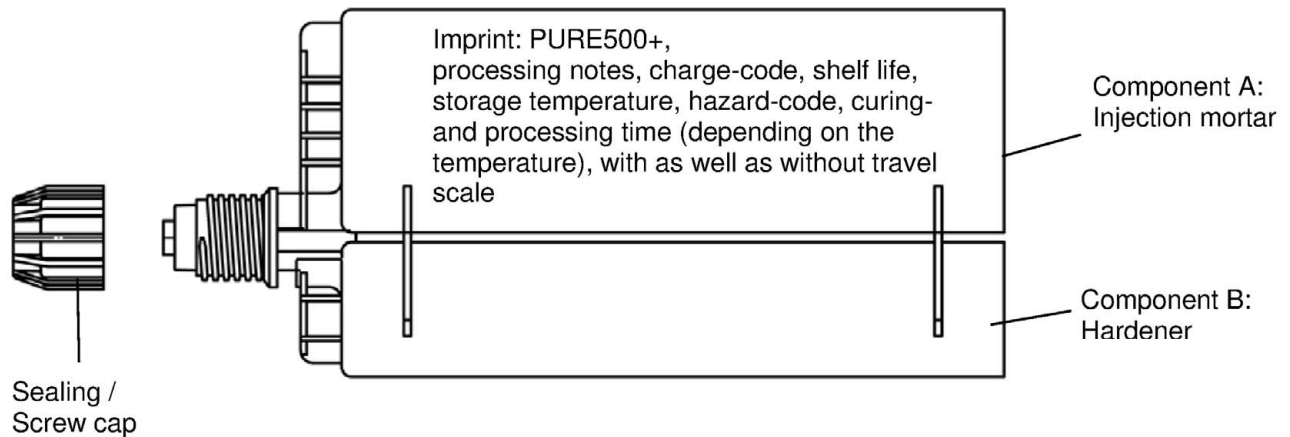 Imprint: PURE500+,
processing notes, charge-code, shelf life,
storage temperature, hazard-code, curing-
and processing time (depending on the
temperature), with as well as without travel
scale
Component A:
Injection mortar
Component B:
Hardener
Sealing /
Screw cap